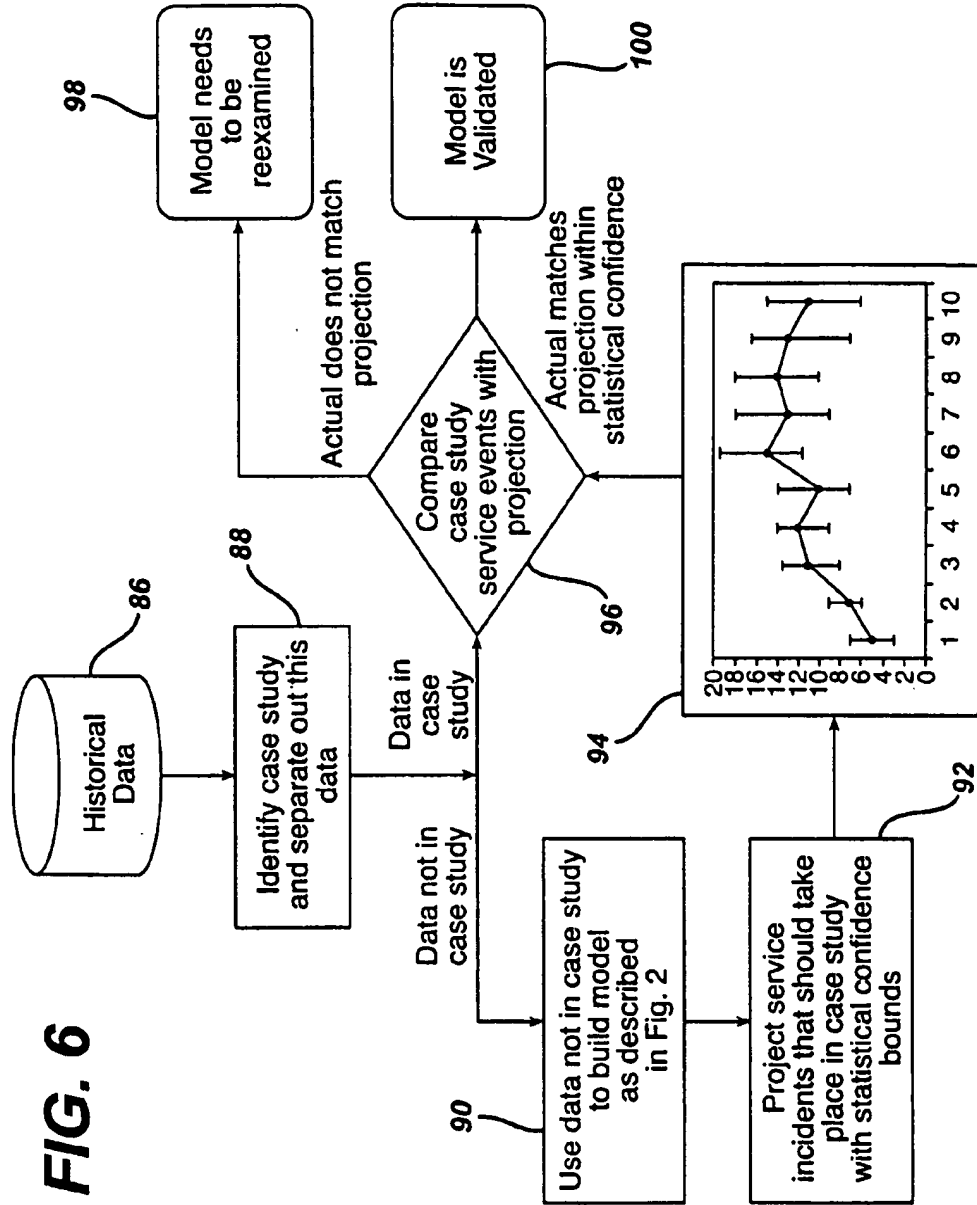 FIG. 6
86
Historical
Data
88
Identify case study
and separate out this
data
Data not in
case study
Data in
case
study
90
Use data not in case study
to build model
as described
in Fig. 2
92
Project service
incidents that should take
place in case study
with statistical confidence
bounds
94
20
18
16
14
12
10
8
6
4
2
0
1 2 3 4 5 6 7 8 9 10
96
Compare
case study
service events with
projection
Actual does not match
projection
98
Model needs
to be
reexamined
Actual matches
projection within
statistical confidence
100
Model is
Validated